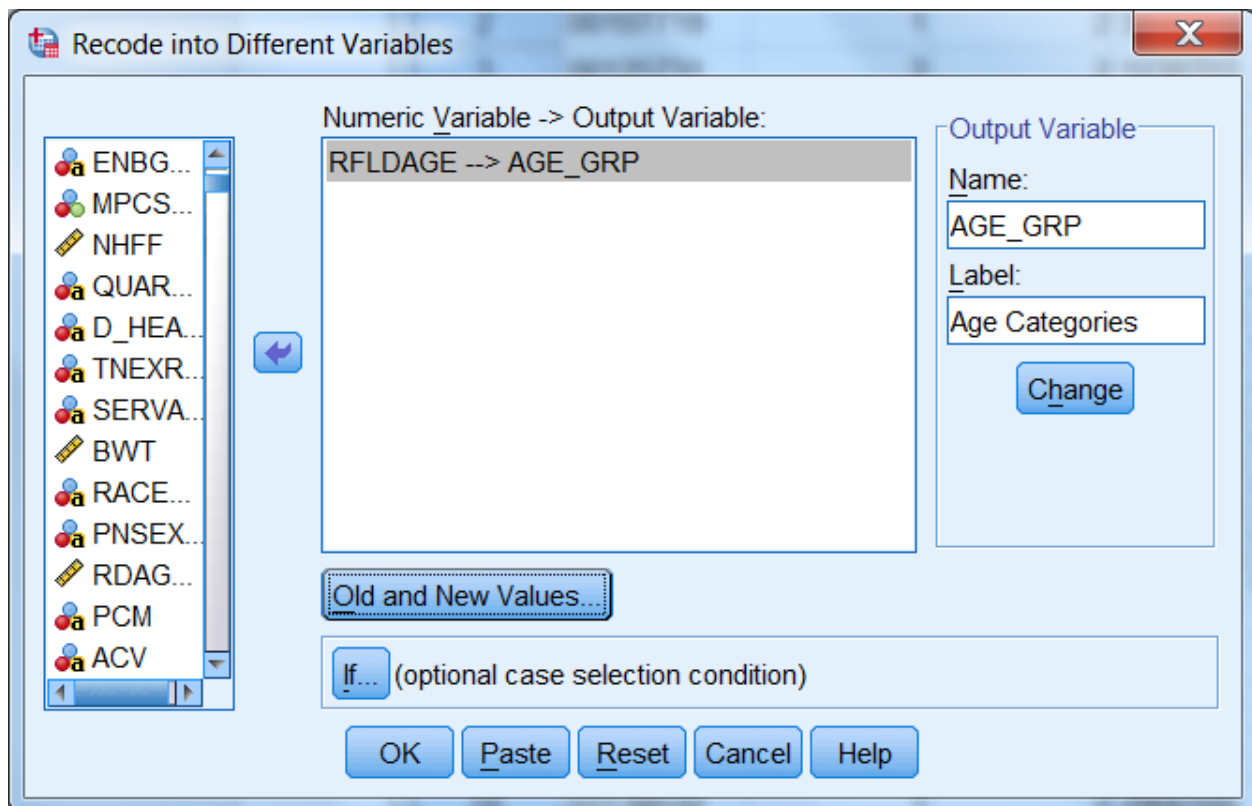 Recode into Different Variables
X
Numeric Variable -> Output Variable:
RFLDAGE --> AGE_GRP
ENBG...
MPCS...
NHFF
QUAR...
D_HEA...
TNEXR...
SERVA...
BWT
RACE...
PNSEX...
RDAG...
PCM
ACV
Output Variable
Name:
AGE_GRP
Label:
Age Categories
Change
Old and New Values...
If... (optional case selection condition)
OK Paste Reset Cancel Help